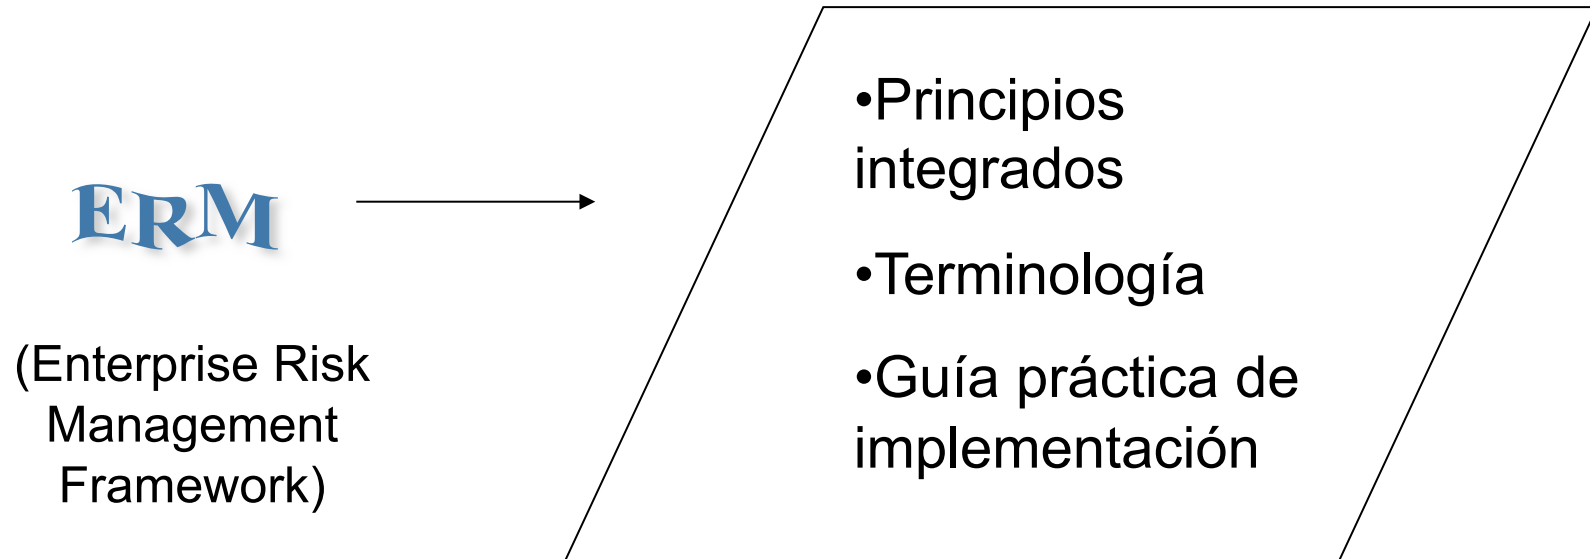 ERM
(Enterprise Risk
Management
Framework)
•Principios
integrados
•Terminología
•Guía práctica de
implementación